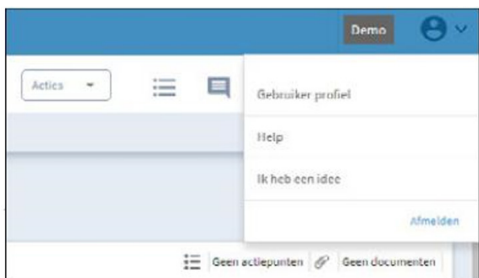 Demo
Acties
Gebruiker profiel
Help
Ik heb een idee
Afmelden
Geen actiepunten Geen documenten